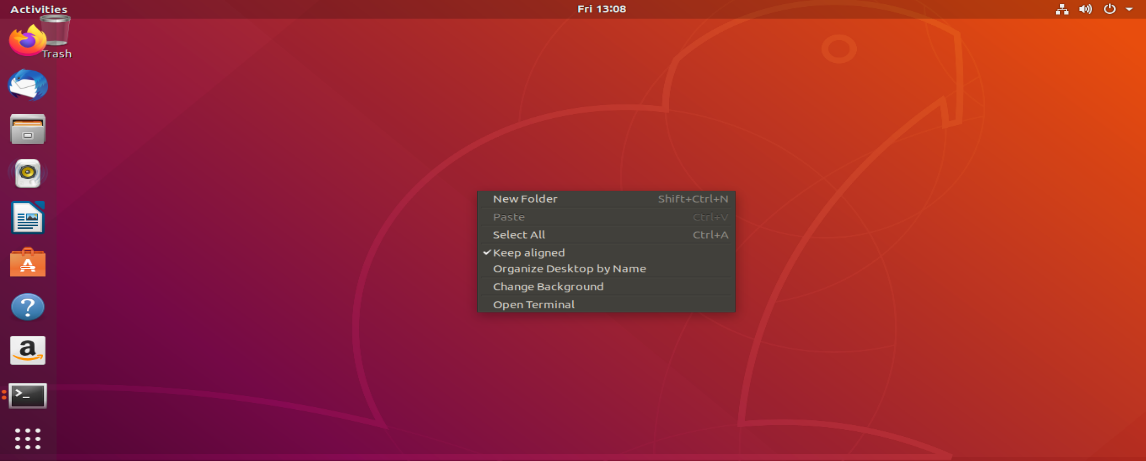 Activities
Fri 13:08
Trash
New Folder Shift+Ctrl+N
Paste Ctrl+V
Select All Ctrl+A
Keep aligned
Organize Desktop by Name
Change Background
Open Terminal
?
a
>_